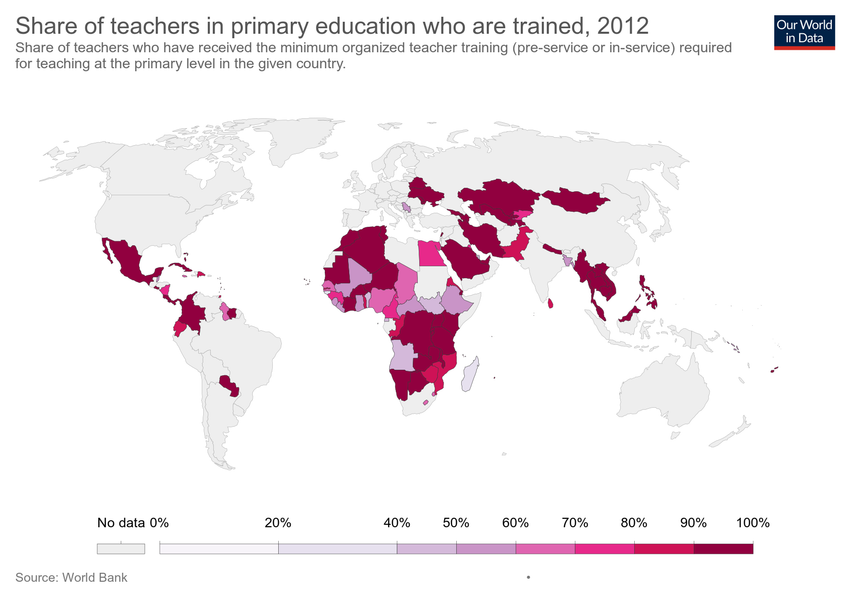 Share of teachers in primary education who are trained, 2012
Share of teachers who have received the minimum organized teacher training (pre-service or in-service) required
for teaching at the primary level in the given country.
Our World
in Data
No data 0% 20% 40% 50% 60% 70% 80% 90% 100%
Source: World Bank